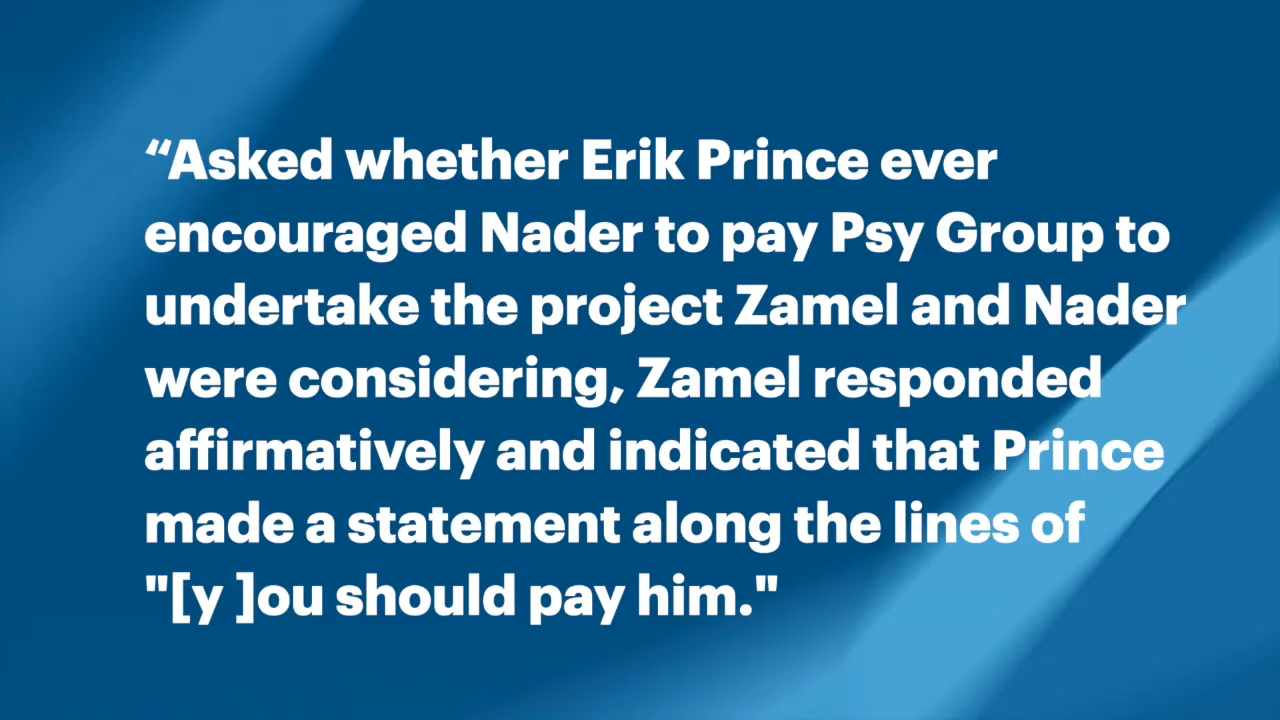 “Asked whether Erik Prince ever
encouraged Nader to pay Psy Group to
undertake the project Zamel and Nader
were considering, Zamel responded
affirmatively and indicated that Prince
made a statement along the lines of
"[y ]ou should pay him."